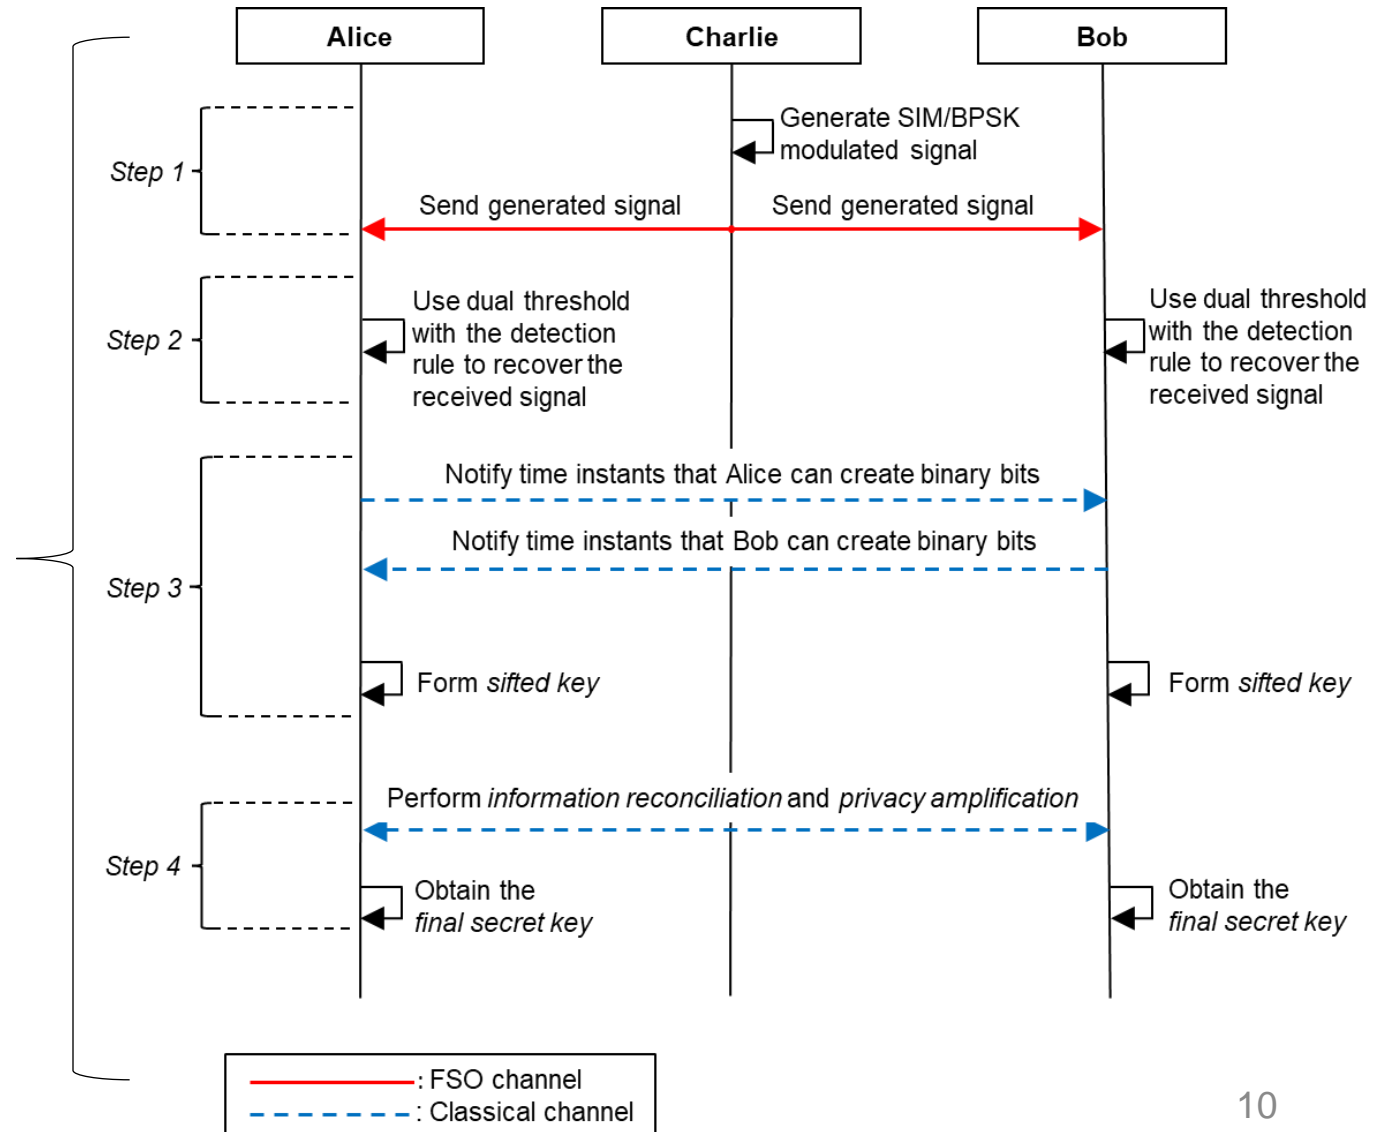 Alice
Charlie
Bob
Generate SIM/BPSK
modulated signal
Step 1
Send generated signal
Send generated signal
Step 2
Use dual threshold
with the detection
rule to recover the
received signal
Use dual threshold
with the detection
rule to recover the
received signal
Notify time instants that Alice can create binary bits
Notify time instants that Bob can create binary bits
Step 3
Form sifted key
Form sifted key
Perform information reconciliation and privacy amplification
Step 4
Obtain the
final secret key
Obtain the
final secret key
: FSO channel
: Classical channel
10